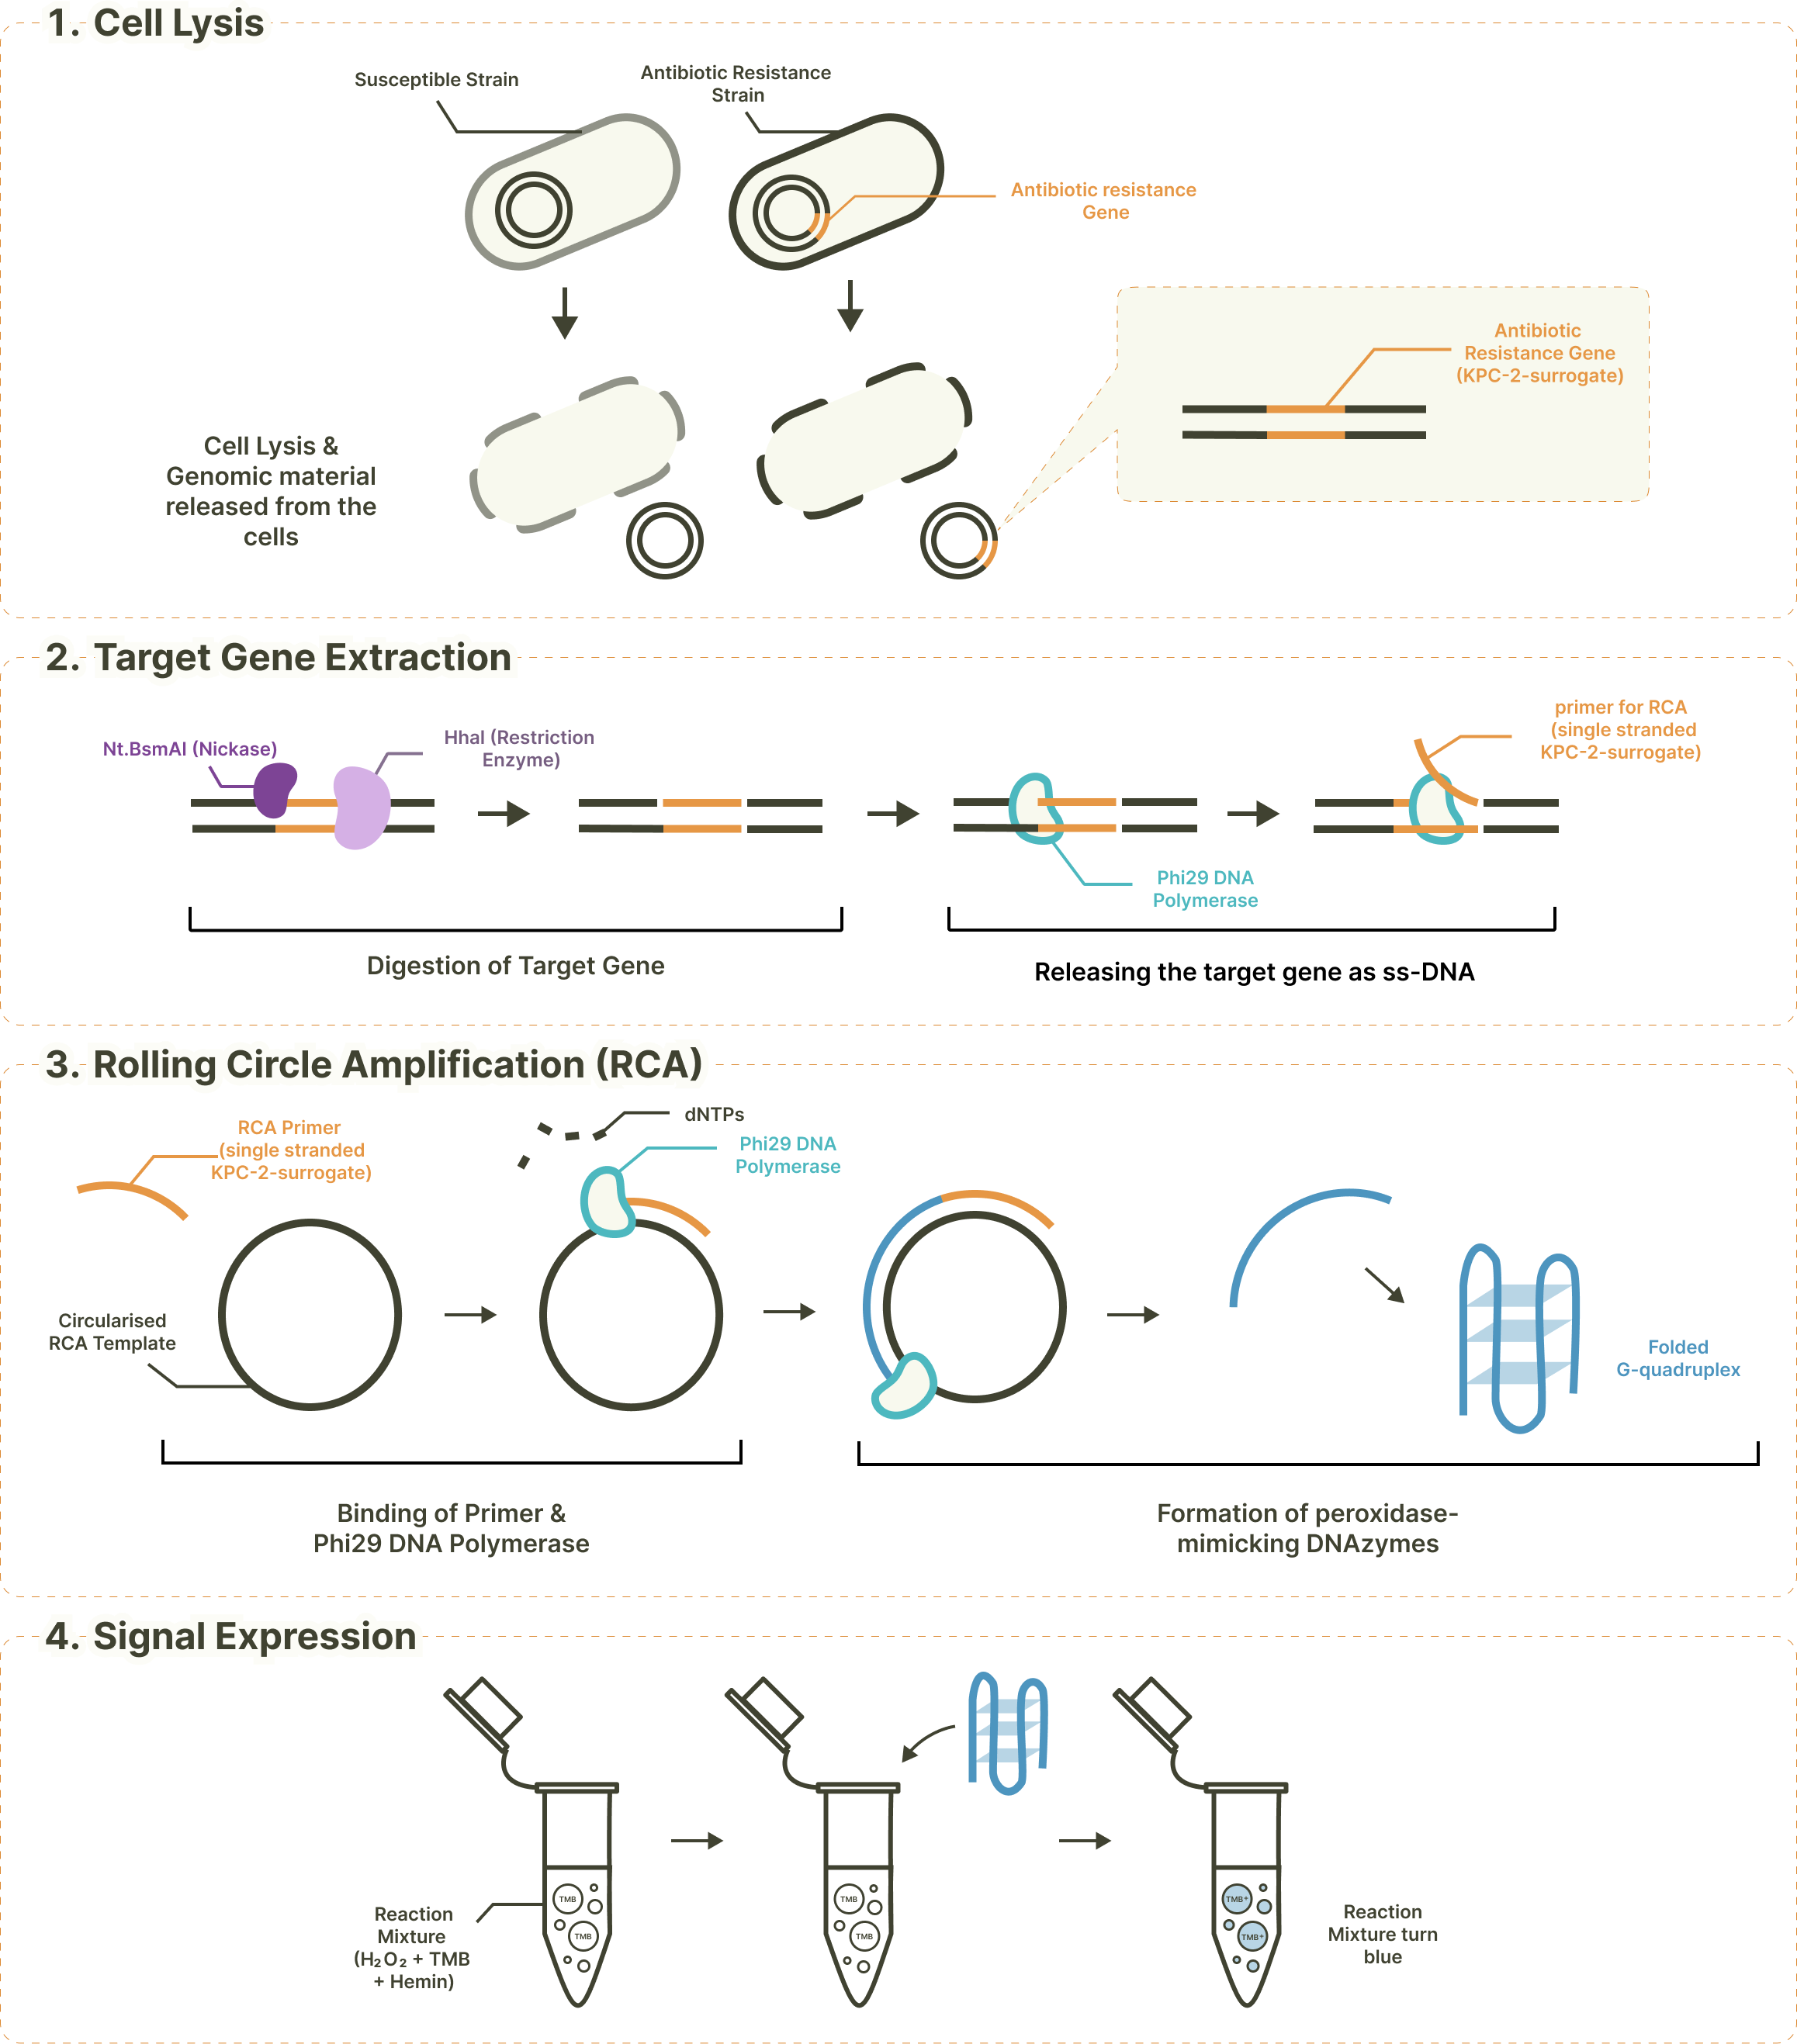 1. Cell Lysis
Susceptible Strain
Antibiotic Resistance
Strain
Antibiotic resistance
Gene
Antibiotic
Resistance Gene
(KPC-2-surrogate)
Cell Lysis &
Genomic material
released from the
cells
2. Target Gene Extraction
Nt.BsmAI (Nickase)
HhaI (Restriction
Enzyme)
primer for RCA
(single stranded
KPC-2-surrogate)
Phi29 DNA
Polymerase
Digestion of Target Gene
Releasing the target gene as ss-DNA
3. Rolling Circle Amplification (RCA)
RCA Primer
(single stranded
KPC-2-surrogate)
dNTPs
Phi29 DNA
Polymerase
Circularised
RCA Template
Folded
G-quadruplex
Binding of Primer &
Phi29 DNA Polymerase
Formation of peroxidase-
mimicking DNAzymes
4. Signal Expression
TMB
TMB
TMB
TMB
TMB⁺
TMB⁺
Reaction
Mixture
(H₂O₂ + TMB
+ Hemin)
Reaction
Mixture turn
blue